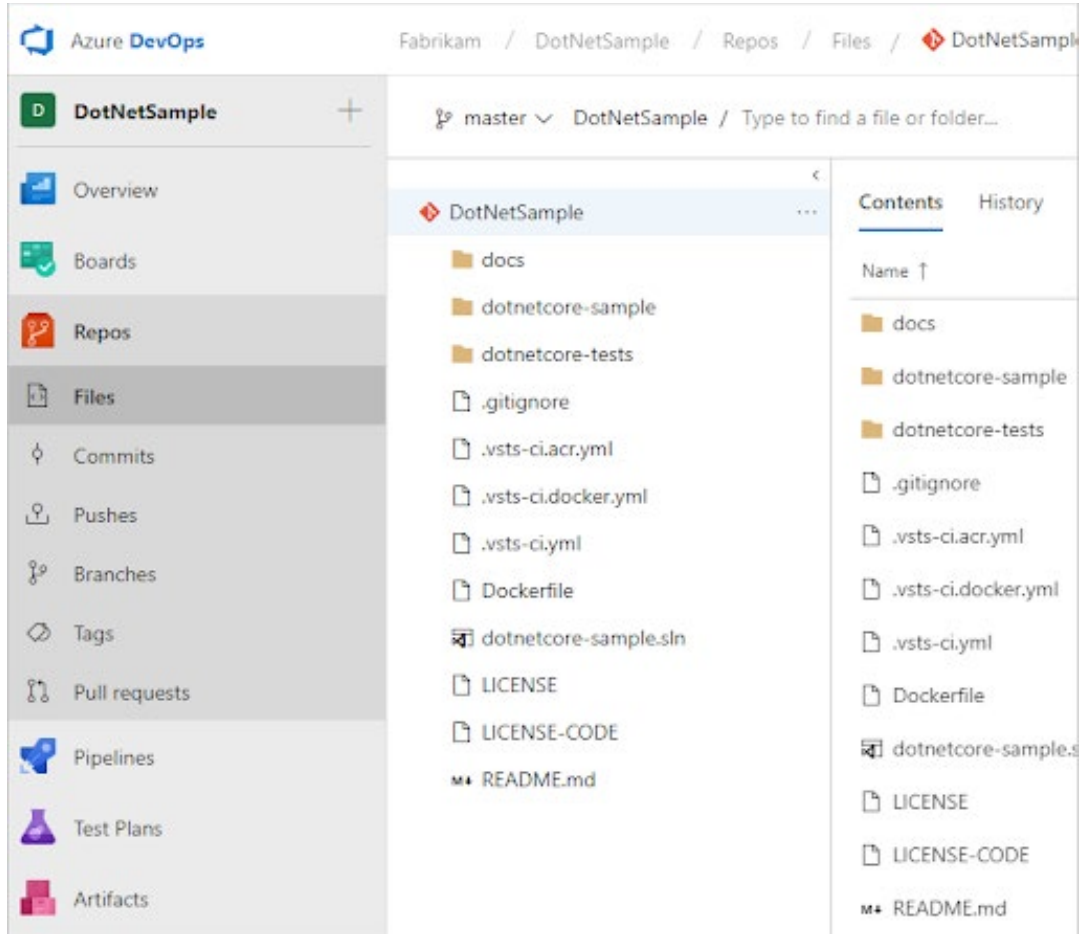 Azure DevOps
Fabrikam / DotNetSample / Repos / Files / DotNetSampl
D DotNetSample
master DotNetSample / Type to find a file or folder...
Overview
Boards
Repos
Files
Commits
Pushes
Branches
Tags
Pull requests
Pipelines
Test Plans
Artifacts
DotNetSample ...
docs
dotnetcore-sample
dotnetcore-tests
.gitignore
.vsts-ci.acr.yml
.vsts-ci.docker.yml
.vsts-ci.yml
Dockerfile
dotnetcore-sample.sln
LICENSE
LICENSE-CODE
M↓ README.md
Contents History
Name ↑
docs
dotnetcore-sample
dotnetcore-tests
.gitignore
.vsts-ci.acr.yml
.vsts-ci.docker.yml
.vsts-ci.yml
Dockerfile
dotnetcore-sample.s
LICENSE
LICENSE-CODE
M↓ README.md